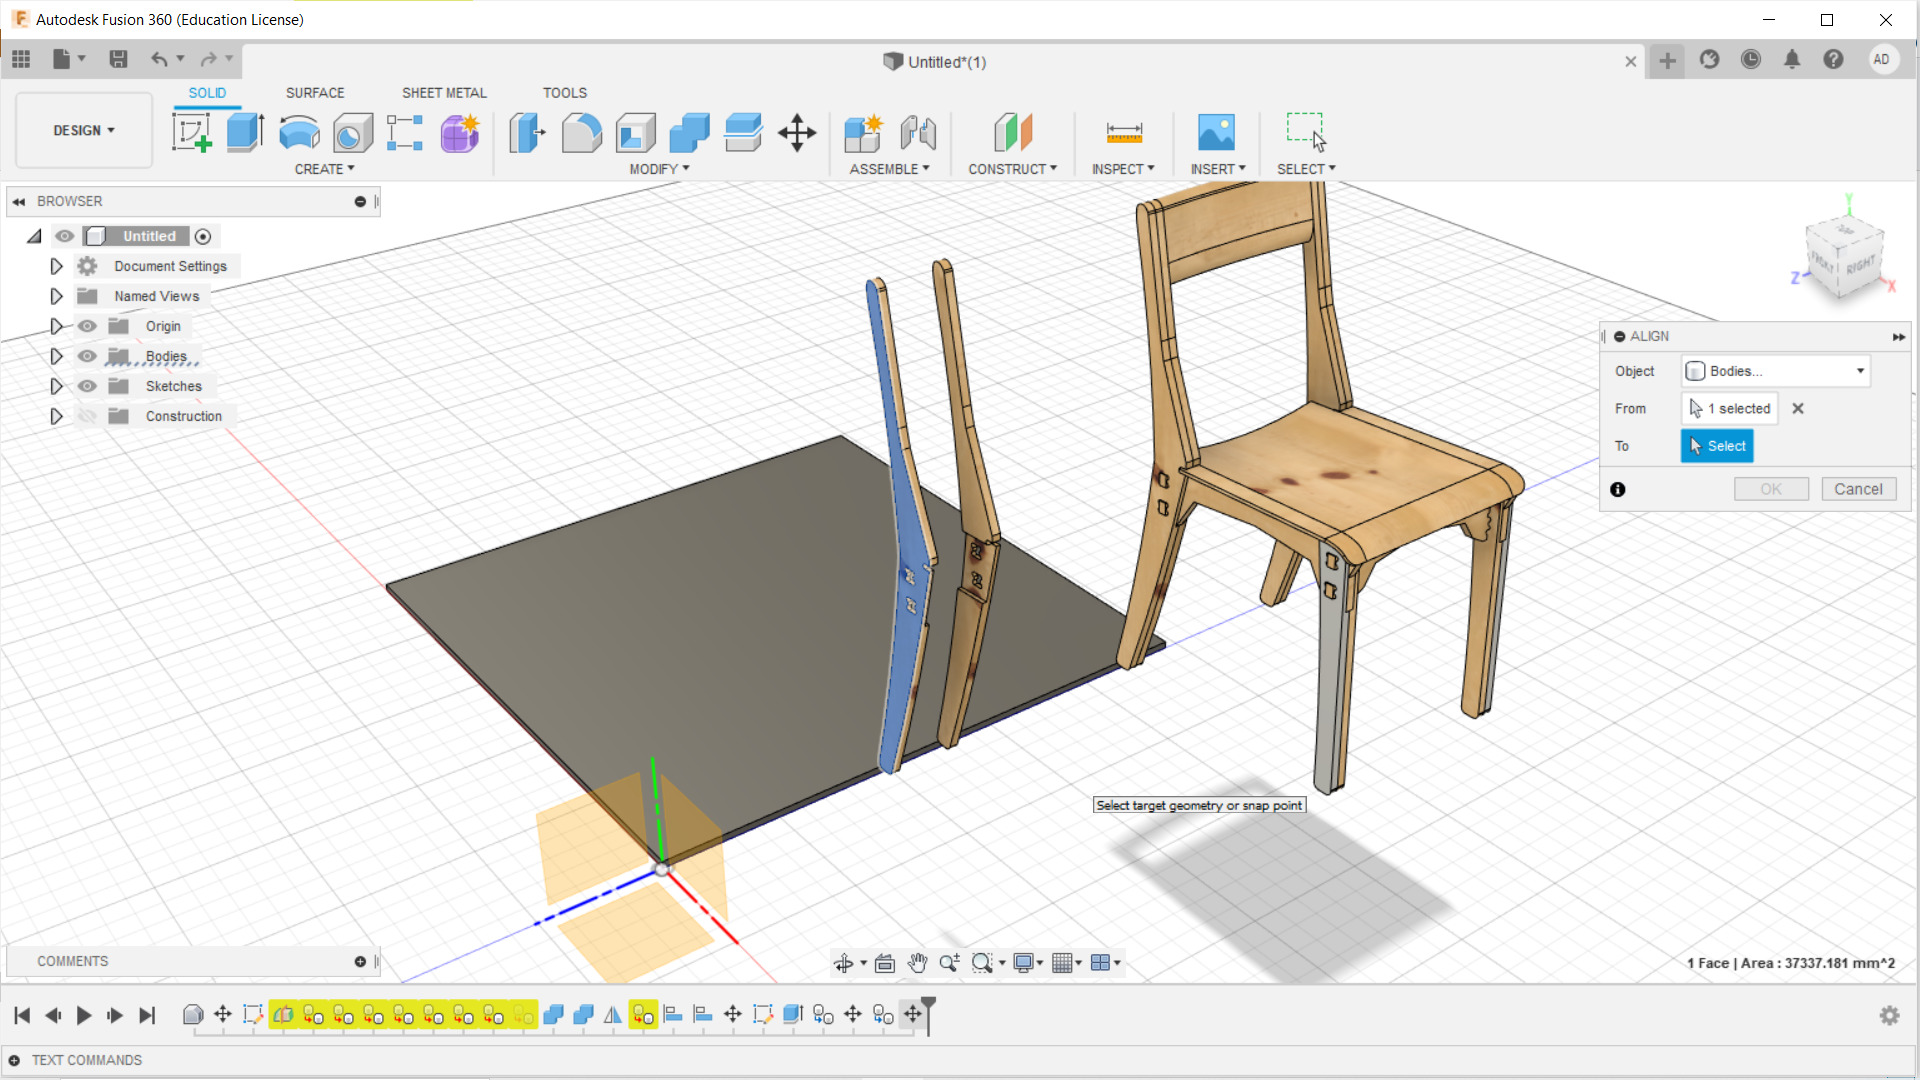 Autodesk Fusion 360 (Education License)
Untitled*(1)
AD
DESIGN
SOLID
SURFACE
SHEET METAL
TOOLS
CREATE
MODIFY
ASSEMBLE
CONSTRUCT
INSPECT
INSERT
SELECT
BROWSER
Untitled
Document Settings
Named Views
Origin
Bodies
Sketches
Construction
Y
TOP
FRONT
RIGHT
Z
X
ALIGN
Object
Bodies...
From
1 selected
To
Select
OK
Cancel
Select target geometry or snap point
COMMENTS
1 Face | Area : 37337.181 mm^2
TEXT COMMANDS